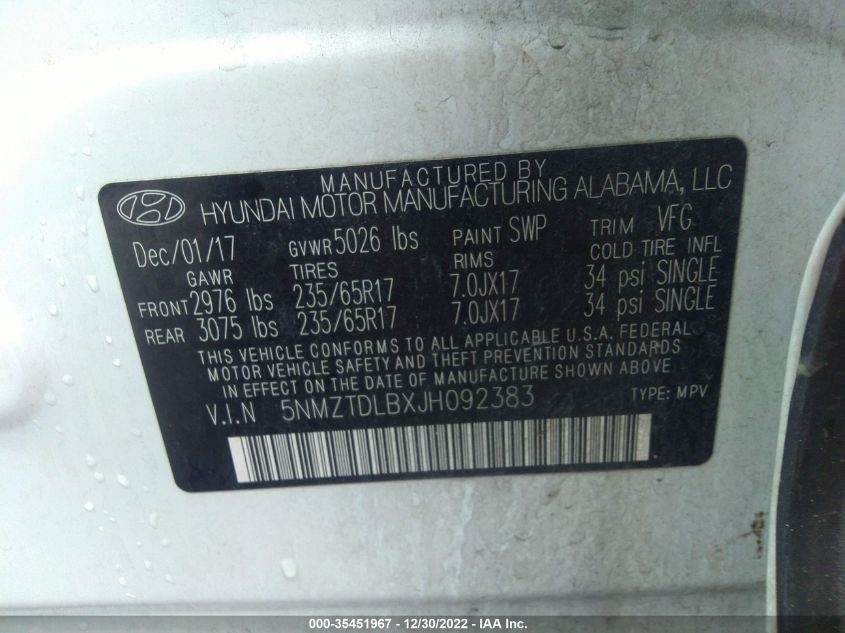 MANUFACTURED BY
HYUNDAI MOTOR MANUFACTURING ALABAMA, LLC
Dec/01/17 GVWR 5026 lbs PAINT SWP TRIM VFG
GAWR TIRES RIMS COLD TIRE INFL
FRONT 2976 lbs 235/65R17 7.0JX17 34 psi SINGLE
REAR 3075 lbs 235/65R17 7.0JX17 34 psi SINGLE
THIS VEHICLE CONFORMS TO ALL APPLICABLE U.S.A. FEDERAL
MOTOR VEHICLE SAFETY AND THEFT PREVENTION STANDARDS
IN EFFECT ON THE DATE OF MANUFACTURE SHOWN ABOVE
V.I.N 5NMZTDLBXJH092383 TYPE: MPV
000-35451967 - 12/30/2022 - IAA Inc.